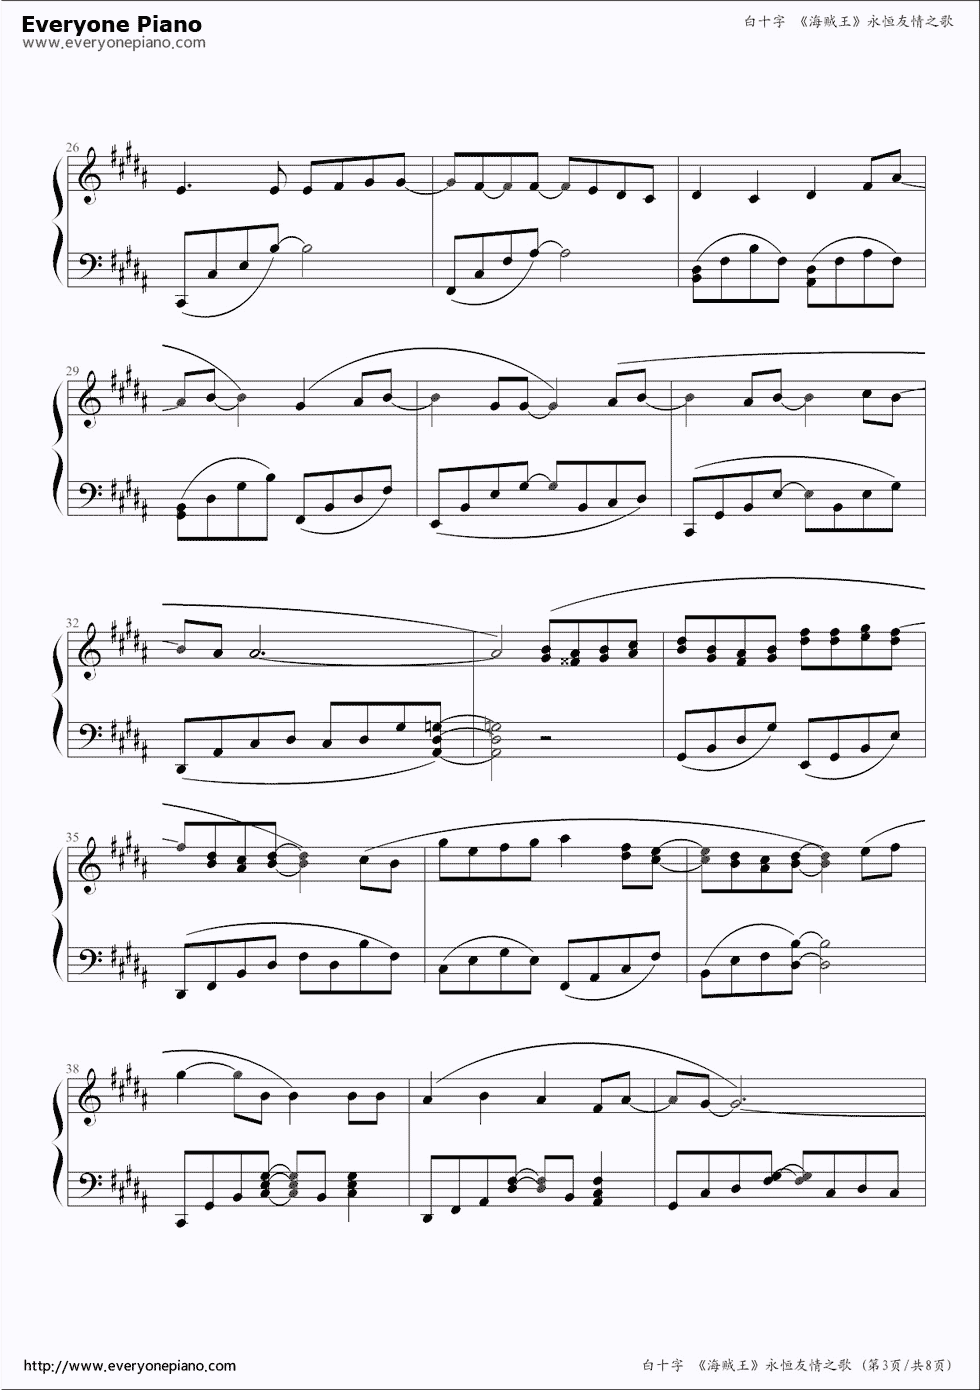 Everyone Piano
www.everyonepiano.com
白十字 《海贼王》永恒友情之歌
26
29
32
35
38
http://www.everyonepiano.com
白十字 《海贼王》永恒友情之歌 (第3页/共8页)